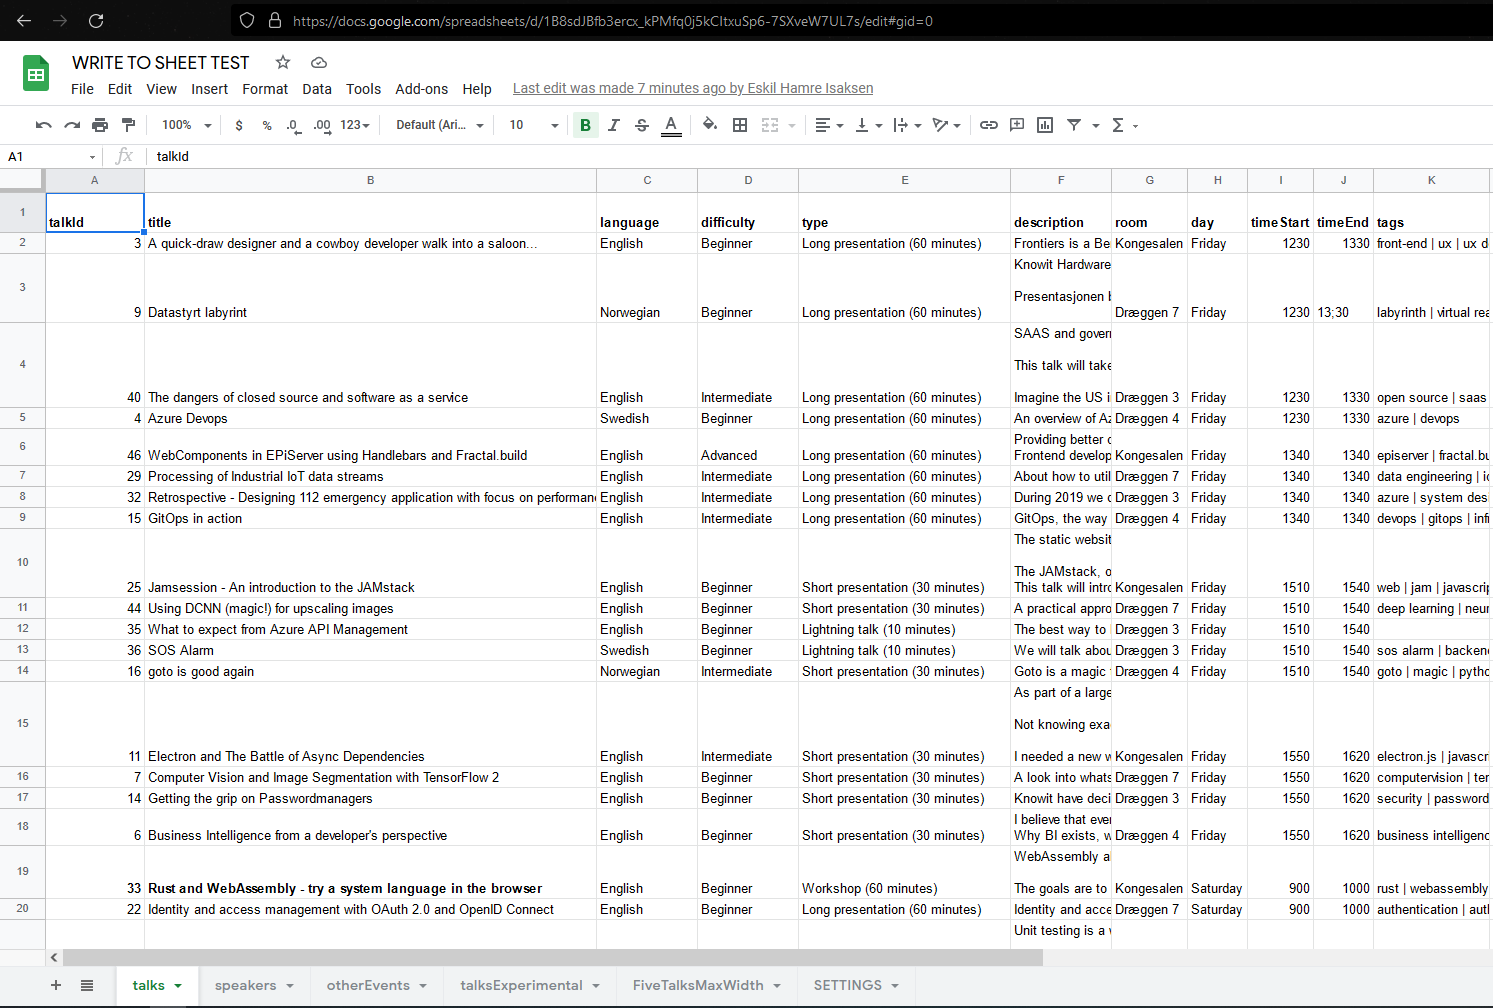 https://docs.google.com/spreadsheets/d/1B8sdJBfb3ercx_kPMfq0j5kCItxuSp6-7SXveW7UL7s/edit#gid=0
WRITE TO SHEET TEST
File Edit View Insert Format Data Tools Add-ons Help Last edit was made 7 minutes ago by Eskil Hamre Isaksen
100% $ % .0 .00 123 Default (Ari... 10 B I S A Σ
A1 fx talkId
A B C D E F G H I J K
1 talkId title language difficulty type description room day timeStart timeEnd tags
2 3 A quick-draw designer and a cowboy developer walk into a saloon... English Beginner Long presentation (60 minutes) Frontiers is a Be Kongesalen Friday 1230 1330 front-end | ux | ux d
Knowit Hardware
3 Presentasjonen b
9 Datastyrt labyrint Norwegian Beginner Long presentation (60 minutes) Dræggen 7 Friday 1230 13;30 labyrinth | virtual rea
SAAS and govern
4 This talk will take
40 The dangers of closed source and software as a service English Intermediate Long presentation (60 minutes) Imagine the US i Dræggen 3 Friday 1230 1330 open source | saas
5 4 Azure Devops Swedish Beginner Long presentation (60 minutes) An overview of Az Dræggen 4 Friday 1230 1330 azure | devops
Providing better c
6 46 WebComponents in EPiServer using Handlebars and Fractal.build English Advanced Long presentation (60 minutes) Frontend develop Kongesalen Friday 1340 1340 episerver | fractal.bu
7 29 Processing of Industrial IoT data streams English Intermediate Long presentation (60 minutes) About how to util Dræggen 7 Friday 1340 1340 data engineering | ic
8 32 Retrospective - Designing 112 emergency application with focus on performan English Intermediate Long presentation (60 minutes) During 2019 we c Dræggen 3 Friday 1340 1340 azure | system des
9 15 GitOps in action English Intermediate Long presentation (60 minutes) GitOps, the way Dræggen 4 Friday 1340 1340 devops | gitops | infr
The static websit
10 The JAMstack, o
25 Jamsession - An introduction to the JAMstack English Beginner Short presentation (30 minutes) This talk will intro Kongesalen Friday 1510 1540 web | jam | javascrip
11 44 Using DCNN (magic!) for upscaling images English Beginner Short presentation (30 minutes) A practical appro Dræggen 7 Friday 1510 1540 deep learning | neur
12 35 What to expect from Azure API Management English Beginner Lightning talk (10 minutes) The best way to Dræggen 3 Friday 1510 1540
13 36 SOS Alarm Swedish Beginner Lightning talk (10 minutes) We will talk abou Dræggen 3 Friday 1510 1540 sos alarm | backen
14 16 goto is good again Norwegian Intermediate Short presentation (30 minutes) Goto is a magic Dræggen 4 Friday 1510 1540 goto | magic | pytho
As part of a large
15 Not knowing exa
11 Electron and The Battle of Async Dependencies English Intermediate Short presentation (30 minutes) I needed a new w Kongesalen Friday 1550 1620 electron.js | javascr
16 7 Computer Vision and Image Segmentation with TensorFlow 2 English Beginner Short presentation (30 minutes) A look into whats Dræggen 7 Friday 1550 1620 computervision | ter
17 14 Getting the grip on Passwordmanagers English Beginner Short presentation (30 minutes) Knowit have deci Dræggen 3 Friday 1550 1620 security | password
I believe that ever
18 6 Business Intelligence from a developer's perspective English Beginner Short presentation (30 minutes) Why BI exists, w Dræggen 4 Friday 1550 1620 business intelligenc
WebAssembly al
19 33 Rust and WebAssembly - try a system language in the browser English Beginner Workshop (60 minutes) The goals are to Kongesalen Saturday 900 1000 rust | webassembly
20 22 Identity and access management with OAuth 2.0 and OpenID Connect English Beginner Long presentation (60 minutes) Identity and acce Dræggen 7 Saturday 900 1000 authentication | autl
Unit testing is a
talks speakers otherEvents talksExperimental FiveTalksMaxWidth SETTINGS